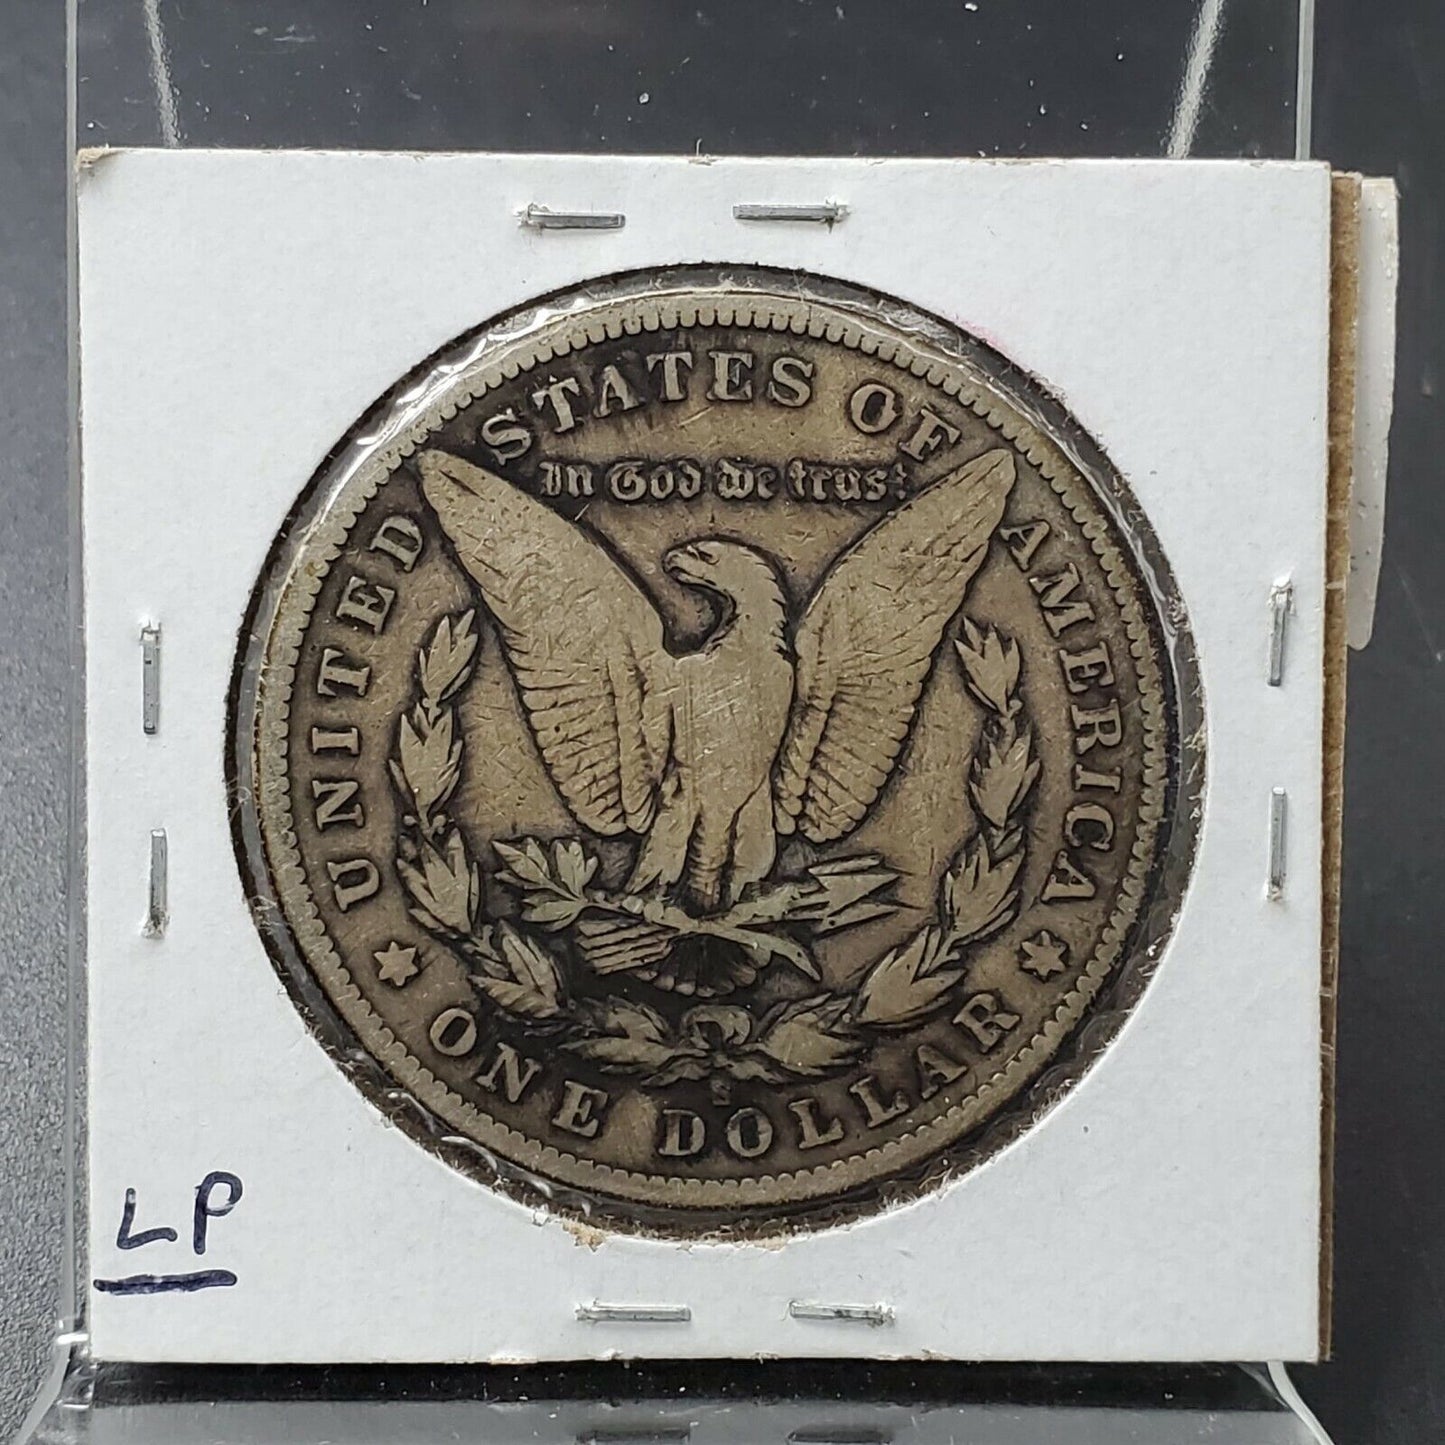 UNITED STATES OF AMERICA
In God we trust.
ONE DOLLAR
S
LP